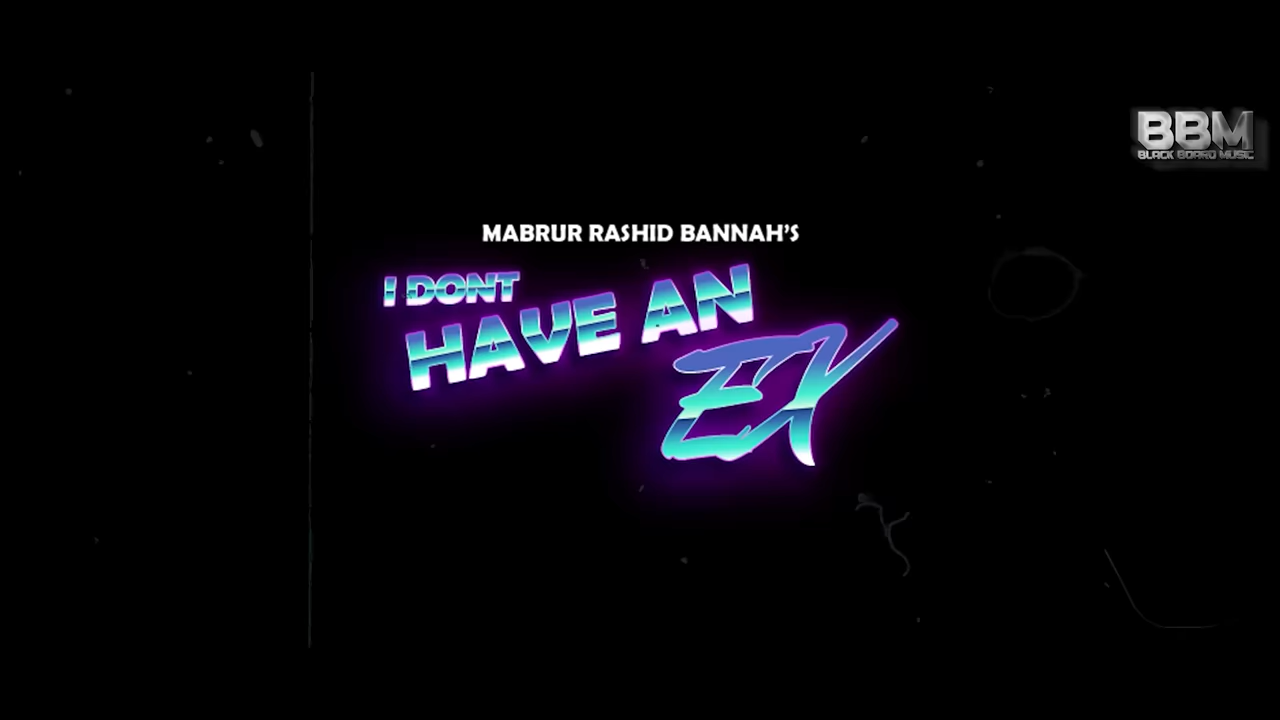 BBM
BLACK BOARD MUSIC
MABRUR RASHID BANNAH'S
I DONT
HAVE AN
EX